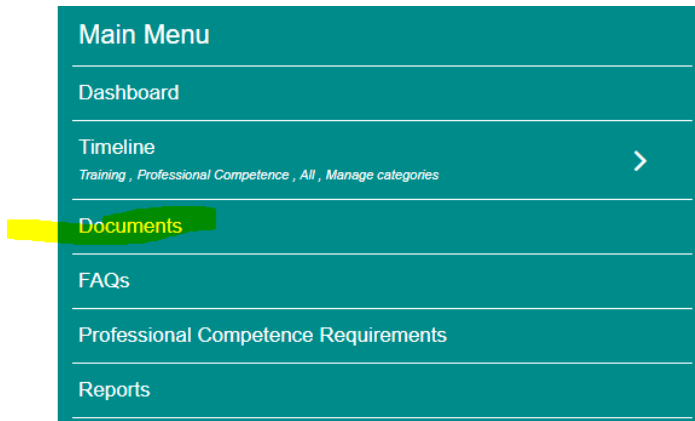 Main Menu
Dashboard
Timeline
Training , Professional Competence , All , Manage categories
Documents
FAQs
Professional Competence Requirements
Reports